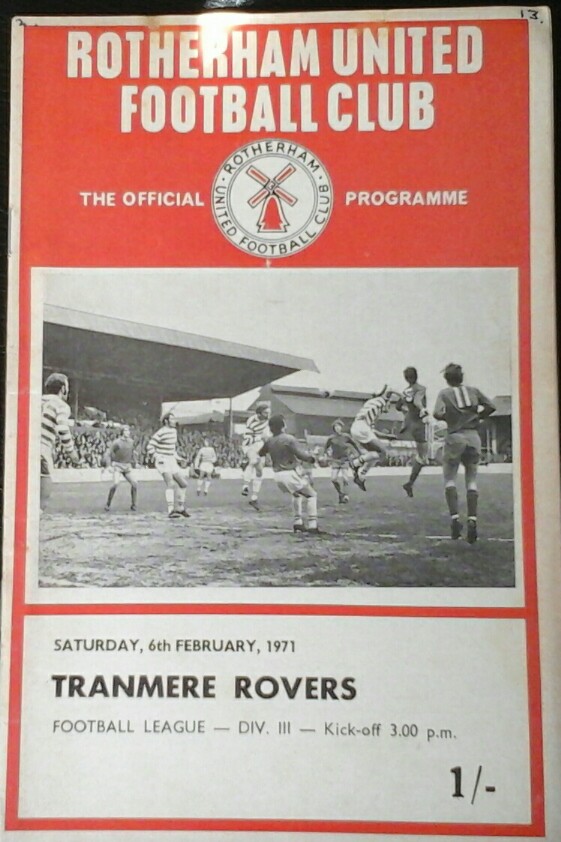 13.
ROTHERHAM UNITED
FOOTBALL CLUB
THE OFFICIAL
ROTHERHAM
UNITED FOOTBALL CLUB
PROGRAMME
SATURDAY, 6th FEBRUARY, 1971
TRANMERE ROVERS
FOOTBALL LEAGUE — DIV. III — Kick-off 3.00 p.m.
1/-